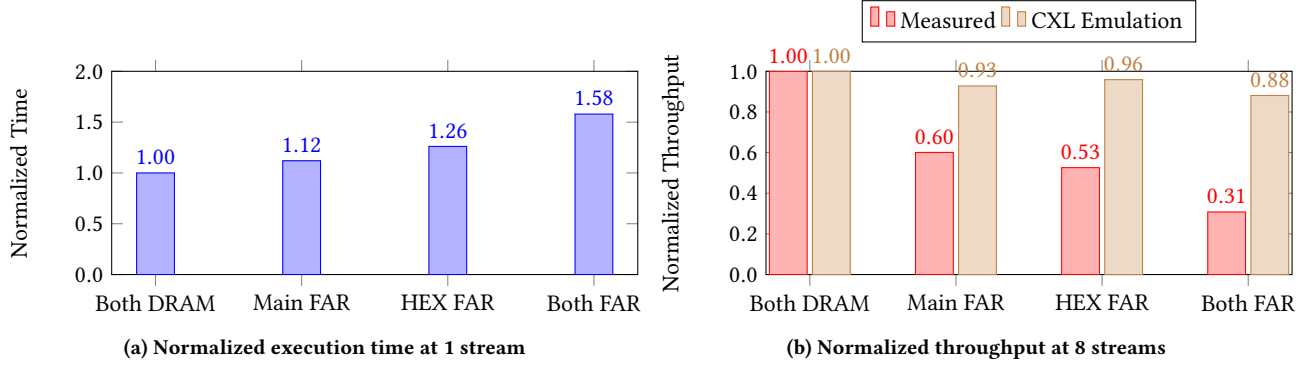 Normalized Time
2.0
1.5
1.0
0.5
0.0
1.00
1.12
1.26
1.58
Both DRAM Main FAR HEX FAR Both FAR
(a) Normalized execution time at 1 stream
Measured CXL Emulation
Normalized Throughput
1.0
0.8
0.6
0.4
0.2
0.0
1.00 1.00
0.60 0.93
0.53 0.96
0.31 0.88
Both DRAM Main FAR HEX FAR Both FAR
(b) Normalized throughput at 8 streams